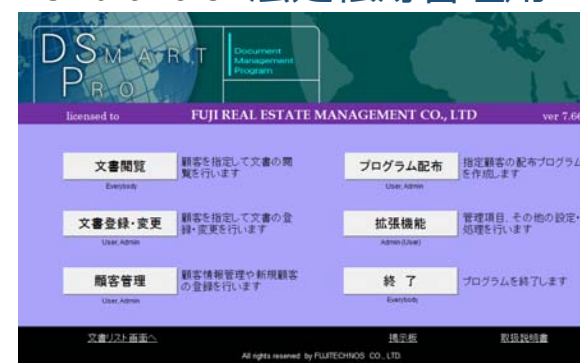 DSMART
PRO
Document
Management
Program
licensed to FUJI REAL ESTATE MANAGEMENT CO., LTD ver 7.66
文書閲覧
顧客を指定して文書の閲
覧を行います
Everybody
プログラム配布
指定顧客の配布プログラム
を作成します
User, Admin
文書登録・変更
顧客を指定して文書の登
録・変更を行います
User, Admin
拡張機能
管理項目、その他の設定・
処理を行います
Admin (User)
顧客管理
顧客情報管理や新規顧客
の登録を行います
User, Admin
終 了
プログラムを終了します
Everybody
文書リスト画面へ 掲示板 取扱説明書
All rights reserved by FUJITECHNOS CO., LTD.